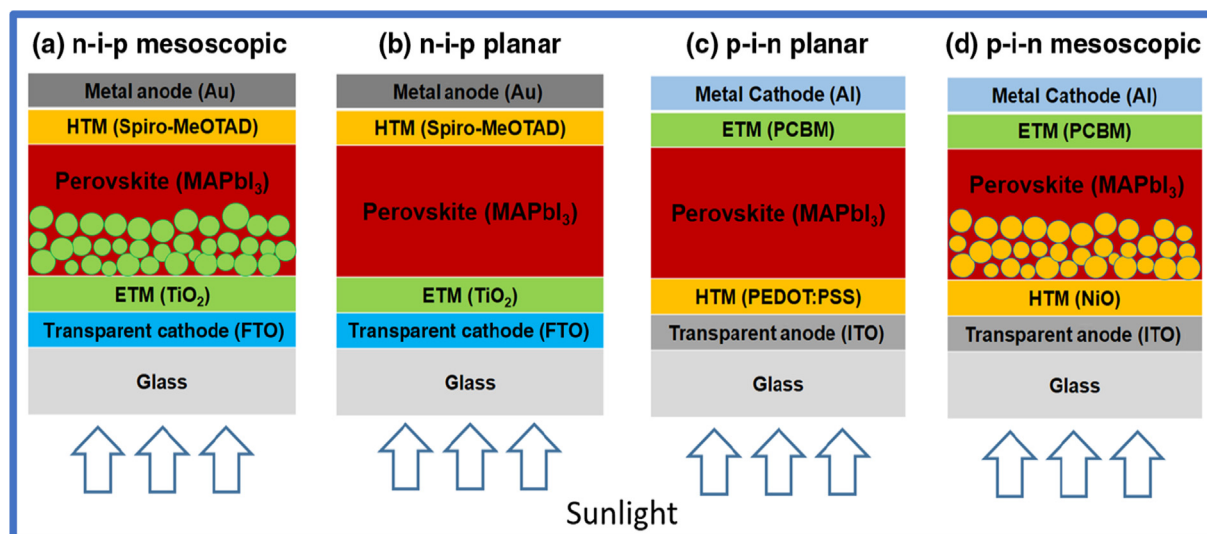 (a) n-i-p mesoscopic
Metal anode (Au)
HTM (Spiro-MeOTAD)
Perovskite (MAPbI₃)
ETM (TiO₂)
Transparent cathode (FTO)
Glass
(b) n-i-p planar
Metal anode (Au)
HTM (Spiro-MeOTAD)
Perovskite (MAPbI₃)
ETM (TiO₂)
Transparent cathode (FTO)
Glass
(c) p-i-n planar
Metal Cathode (Al)
ETM (PCBM)
Perovskite (MAPbI₃)
HTM (PEDOT:PSS)
Transparent anode (ITO)
Glass
(d) p-i-n mesoscopic
Metal Cathode (Al)
ETM (PCBM)
Perovskite (MAPbI₃)
HTM (NiO)
Transparent anode (ITO)
Glass
Sunlight